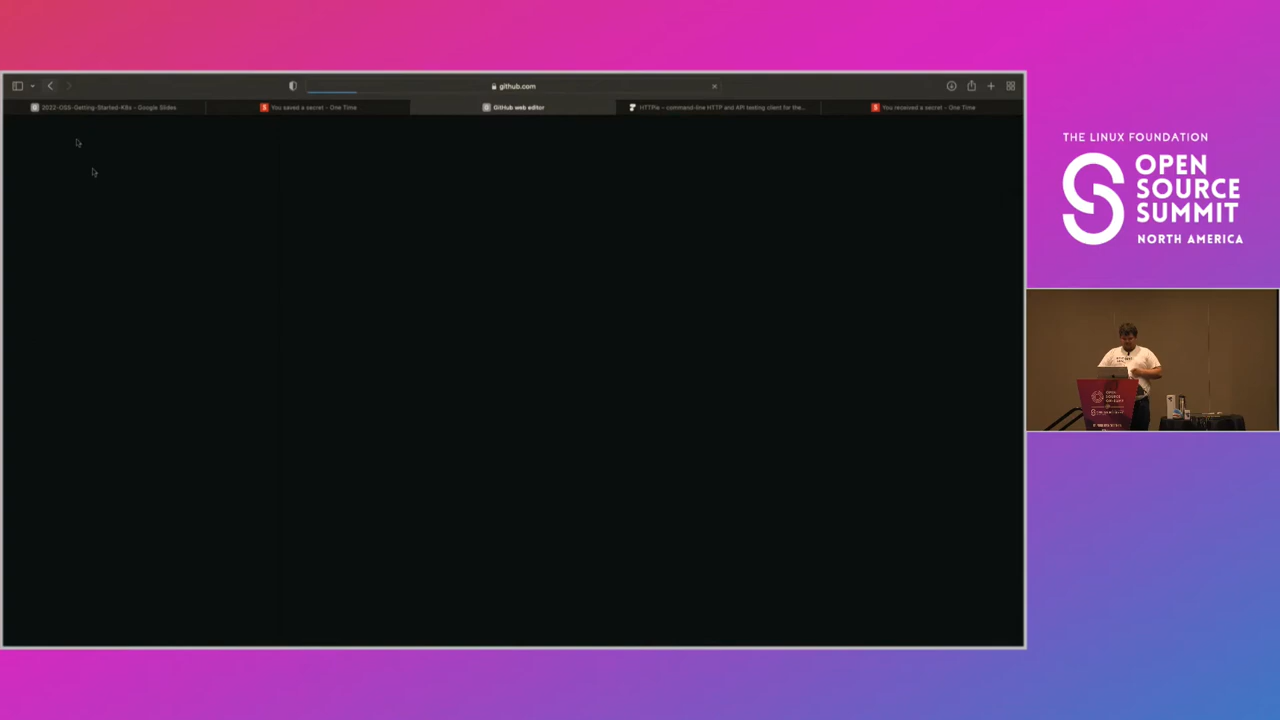 github.com
2022-OSS-Getting-Started-K8s – Google Slides
You saved a secret – One Time
GitHub web editor
HTTPie – command-line HTTP and API testing client for the...
You received a secret – One Time
THE LINUX FOUNDATION
OPEN
SOURCE
SUMMIT
NORTH AMERICA